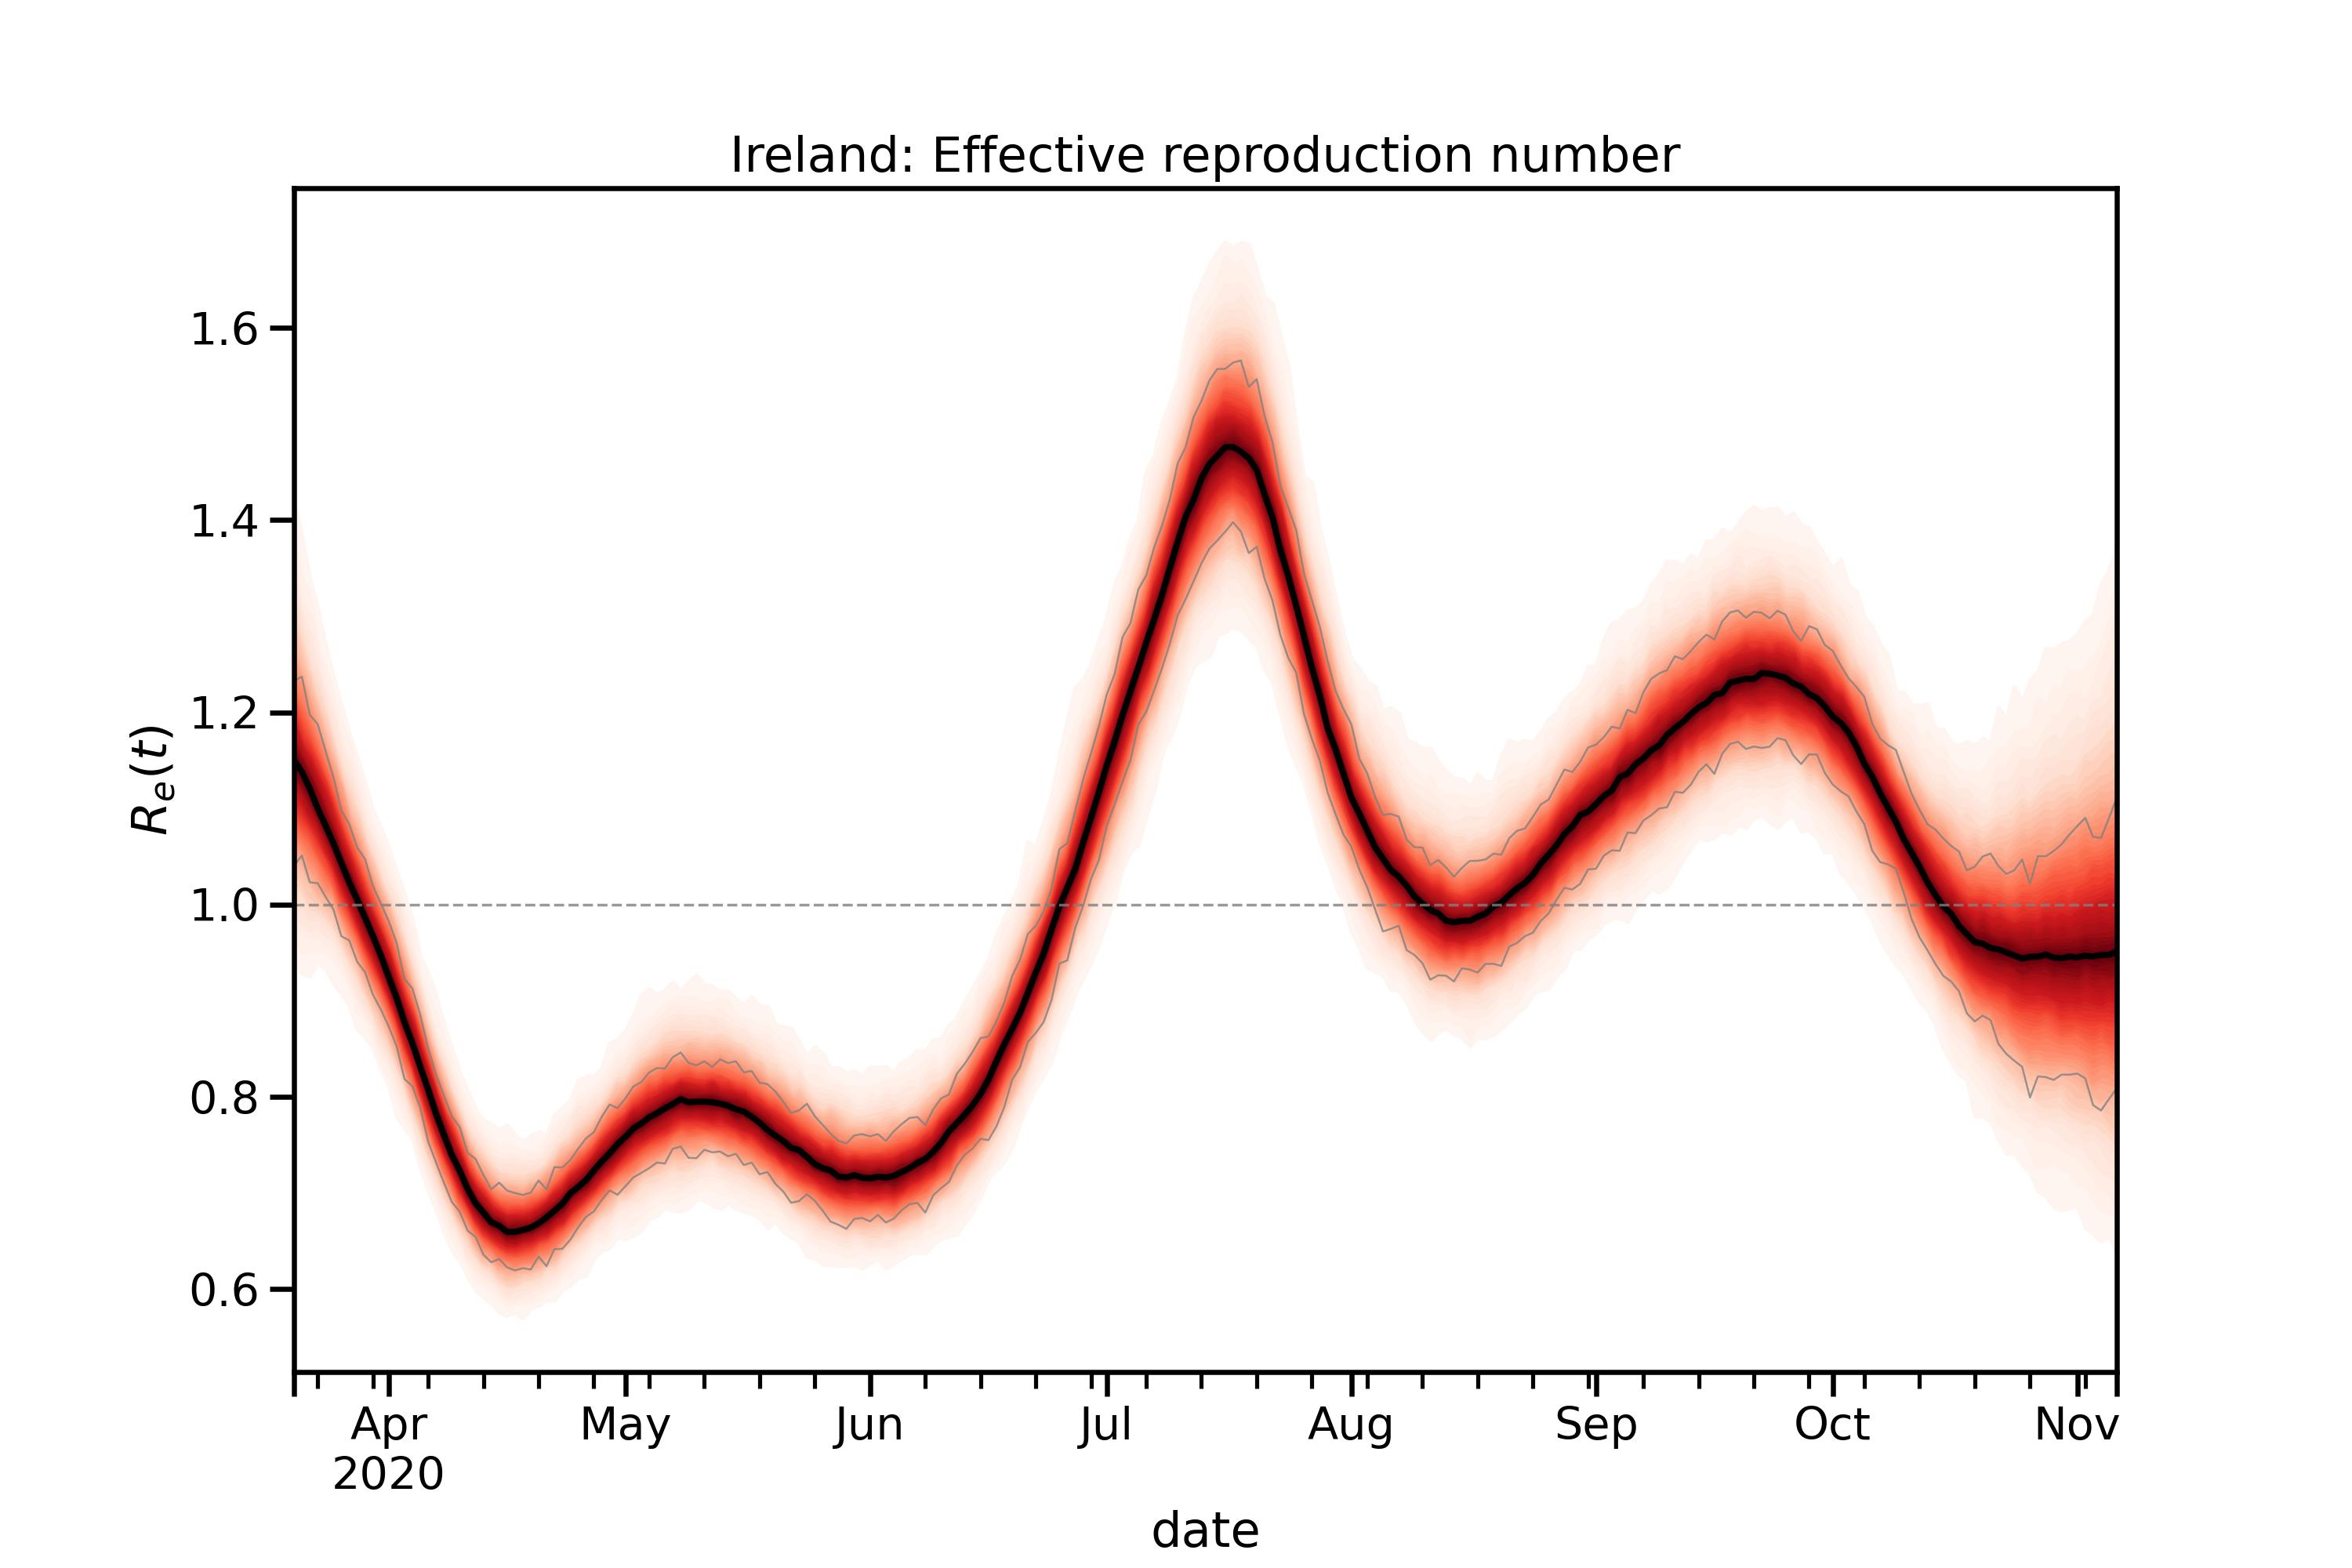 Ireland: Effective reproduction number
1.6
1.4
1.2
1.0
0.8
0.6
Rₑ(t)
Apr May Jun Jul Aug Sep Oct Nov
2020
date